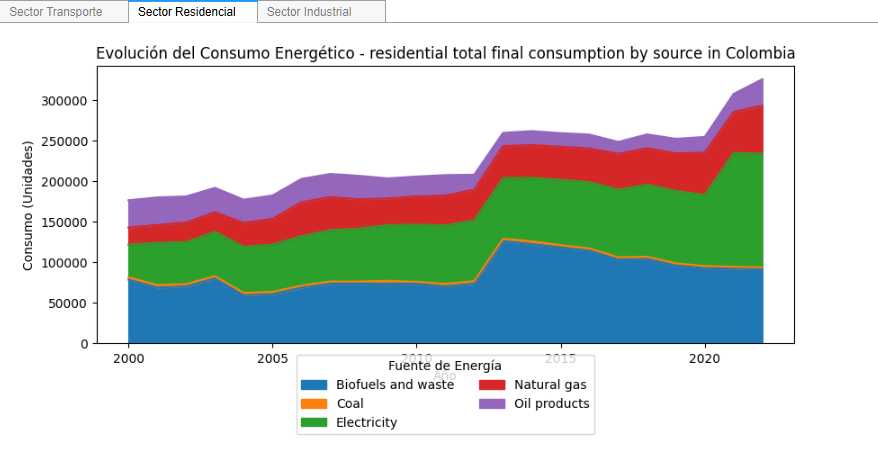 Sector Transporte
Sector Residencial
Sector Industrial
Evolución del Consumo Energético - residential total final consumption by source in Colombia
Consumo (Unidades)
300000
250000
200000
150000
100000
50000
0
2000
2005
2010
2015
2020
Año
Fuente de Energía
Biofuels and waste
Coal
Electricity
Natural gas
Oil products